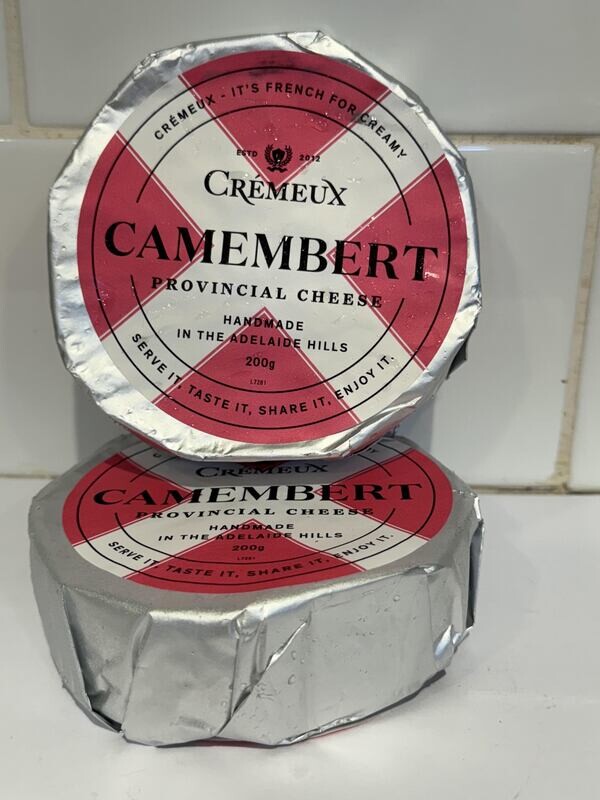 CRÉMEUX - IT'S FRENCH FOR CREAMY
ESTD 2012
CRÉMEUX
CAMEMBERT
PROVINCIAL CHEESE
HANDMADE
IN THE ADELAIDE HILLS
200g
L7281
SERVE IT, TASTE IT, SHARE IT, ENJOY IT.
CRÉMEUX
CAMEMBERT
PROVINCIAL CHEESE
HANDMADE
IN THE ADELAIDE HILLS
200g
L7281
SERVE IT, TASTE IT, SHARE IT, ENJOY IT.